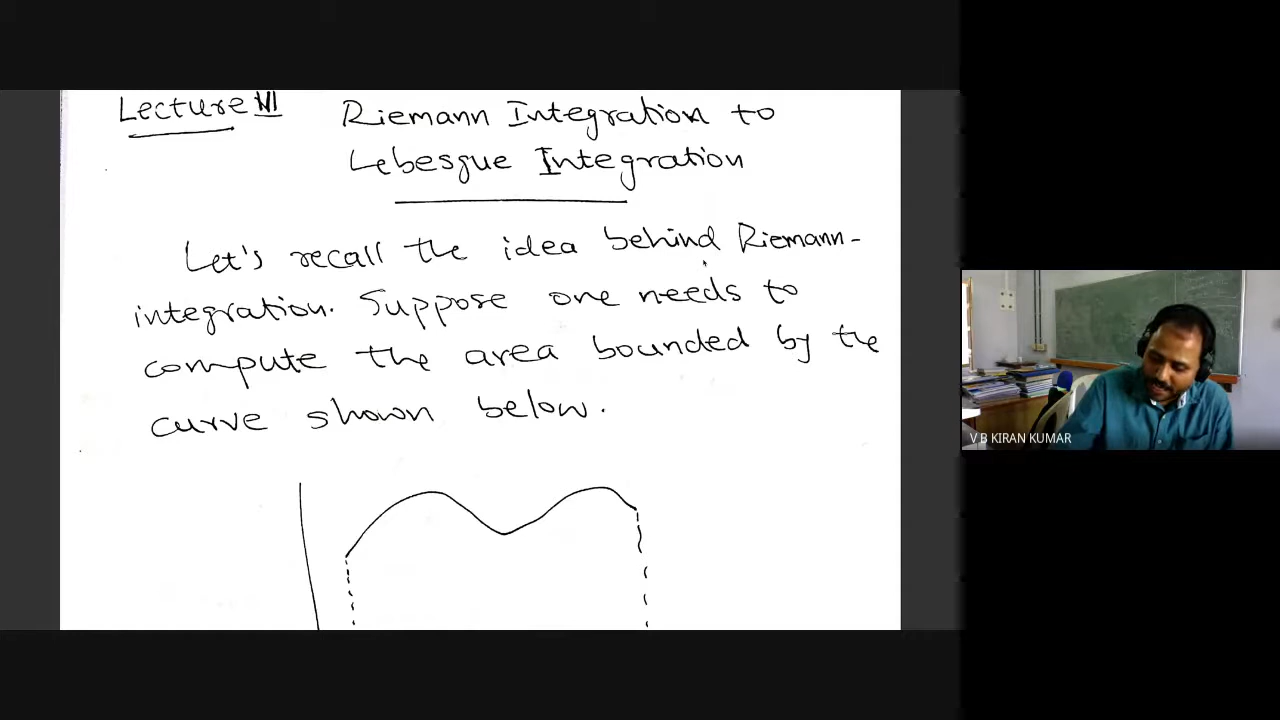 Lecture VI
Riemann Integration to
Lebesgue Integration
Let's recall the idea behind Riemann-
integration. Suppose one needs to
compute the area bounded by the
curve shown below.
V B KIRAN KUMAR